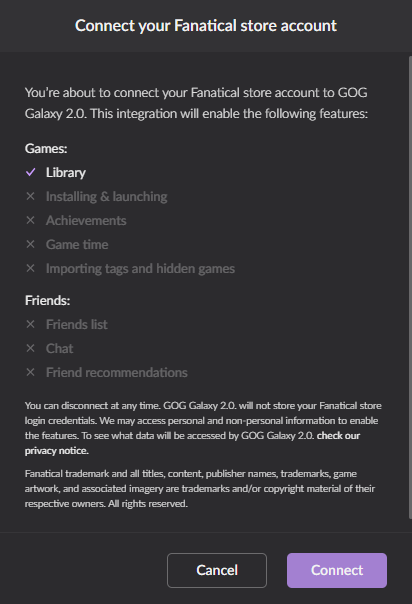 Connect your Fanatical store account
You're about to connect your Fanatical store account to GOG
Galaxy 2.0. This integration will enable the following features:
Games:
Library
Installing & launching
Achievements
Game time
Importing tags and hidden games
Friends:
Friends list
Chat
Friend recommendations
You can disconnect at any time. GOG Galaxy 2.0. will not store your Fanatical store
login credentials. We may access personal and non-personal information to enable
the features. To see what data will be accessed by GOG Galaxy 2.0. check our
privacy notice.
Fanatical trademark and all titles, content, publisher names, trademarks, game
artwork, and associated imagery are trademarks and/or copyright material of their
respective owners. All rights reserved.
Cancel
Connect